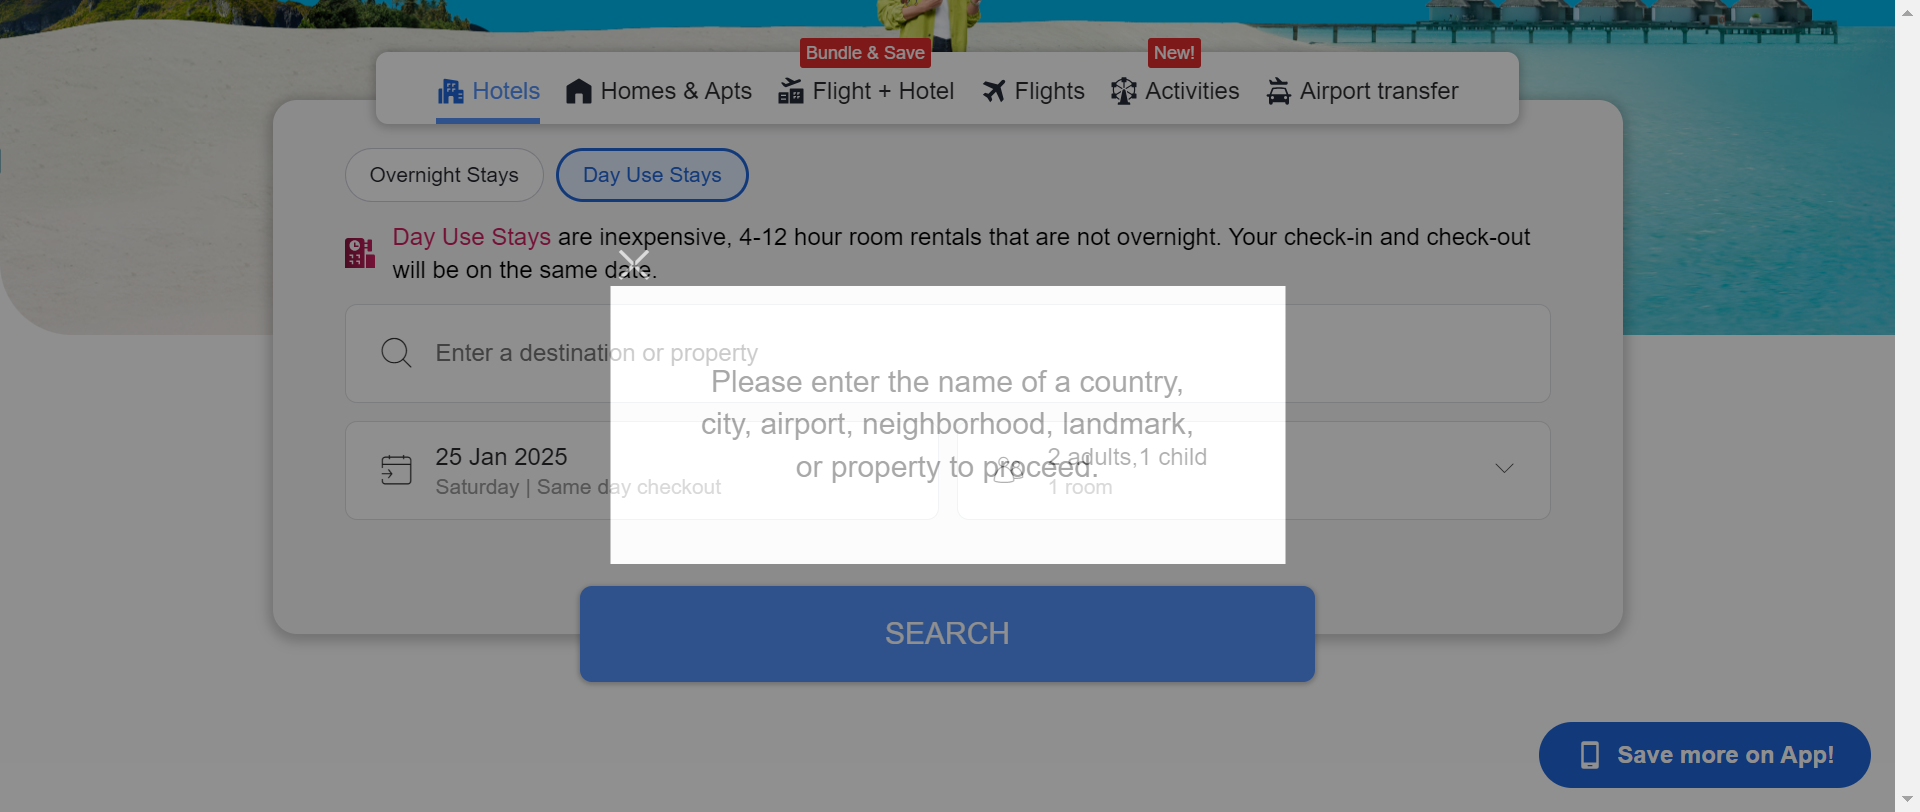 Bundle & Save
New!
Hotels
Homes & Apts
Flight + Hotel
Flights
Activities
Airport transfer
Overnight Stays
Day Use Stays
Day Use Stays are inexpensive, 4-12 hour room rentals that are not overnight. Your check-in and check-out
will be on the same date.
Enter a destination or property
Please enter the name of a country,
city, airport, neighborhood, landmark,
or property to proceed.
25 Jan 2025
Saturday | Same day checkout
2 adults,1 child
1 room
SEARCH
Save more on App!